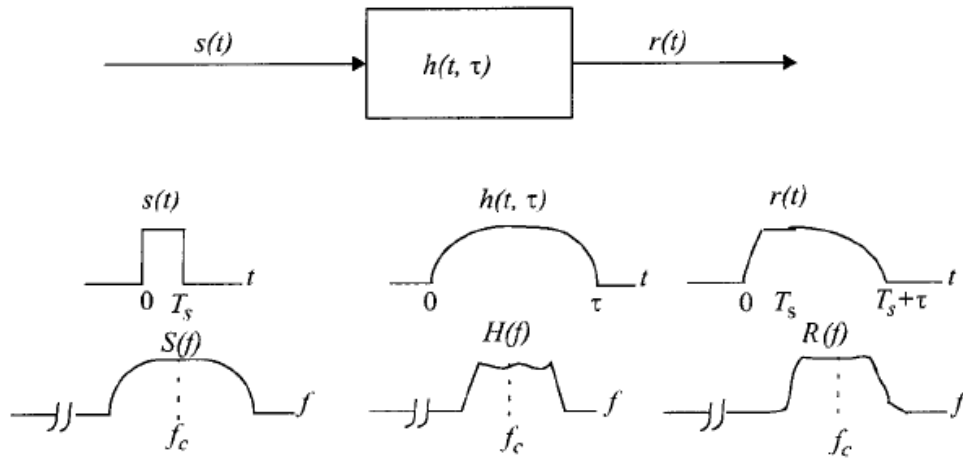 s(t) h(t, τ) r(t)
s(t) h(t, τ) r(t)
t t t
0 T_s 0 τ 0 T_s T_s+τ
S(f) H(f) R(f)
f f f
f_c f_c f_c